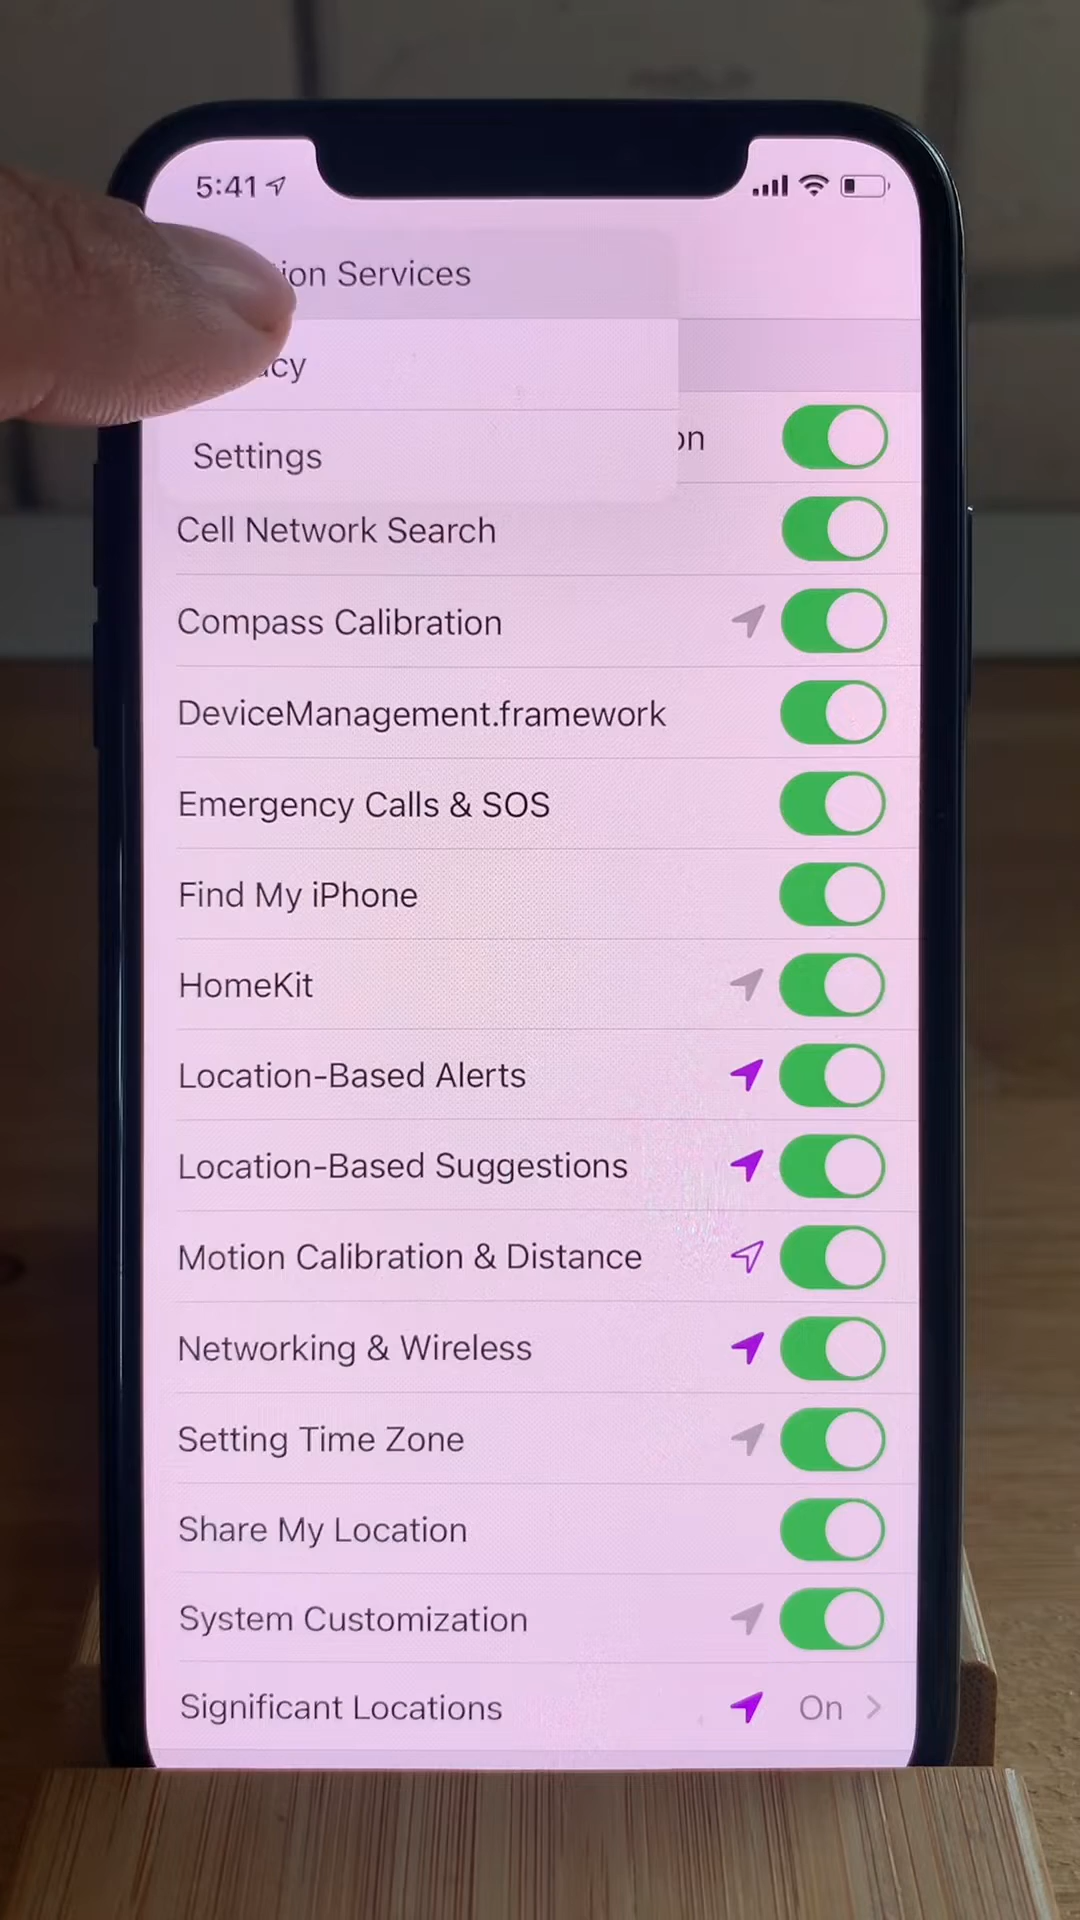 5:41
Services
Settings
Cell Network Search
Compass Calibration
DeviceManagement.framework
Emergency Calls & SOS
Find My iPhone
HomeKit
Location-Based Alerts
Location-Based Suggestions
Motion Calibration & Distance
Networking & Wireless
Setting Time Zone
Share My Location
System Customization
Significant Locations On